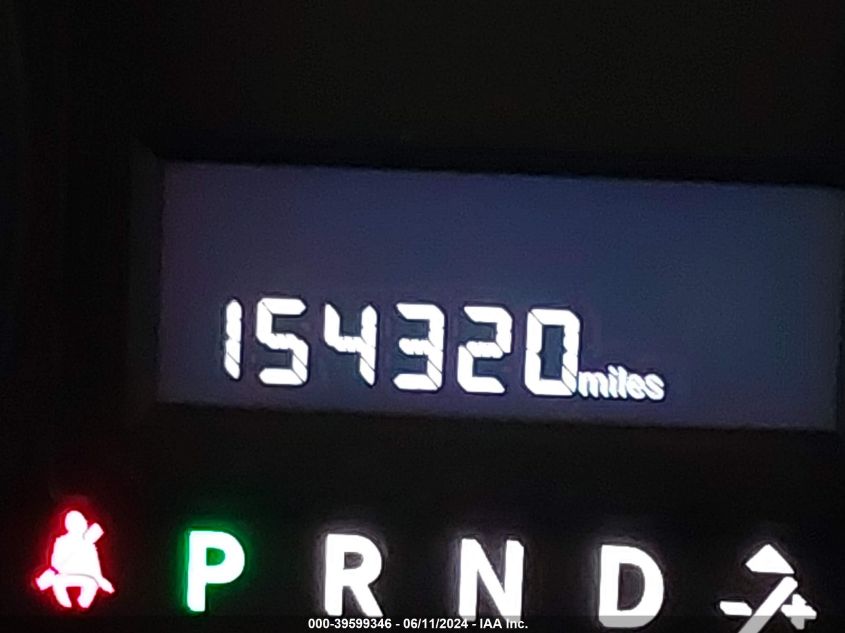 154320 miles
P R N D
000-39599346 - 06/11/2024 - IAA Inc.